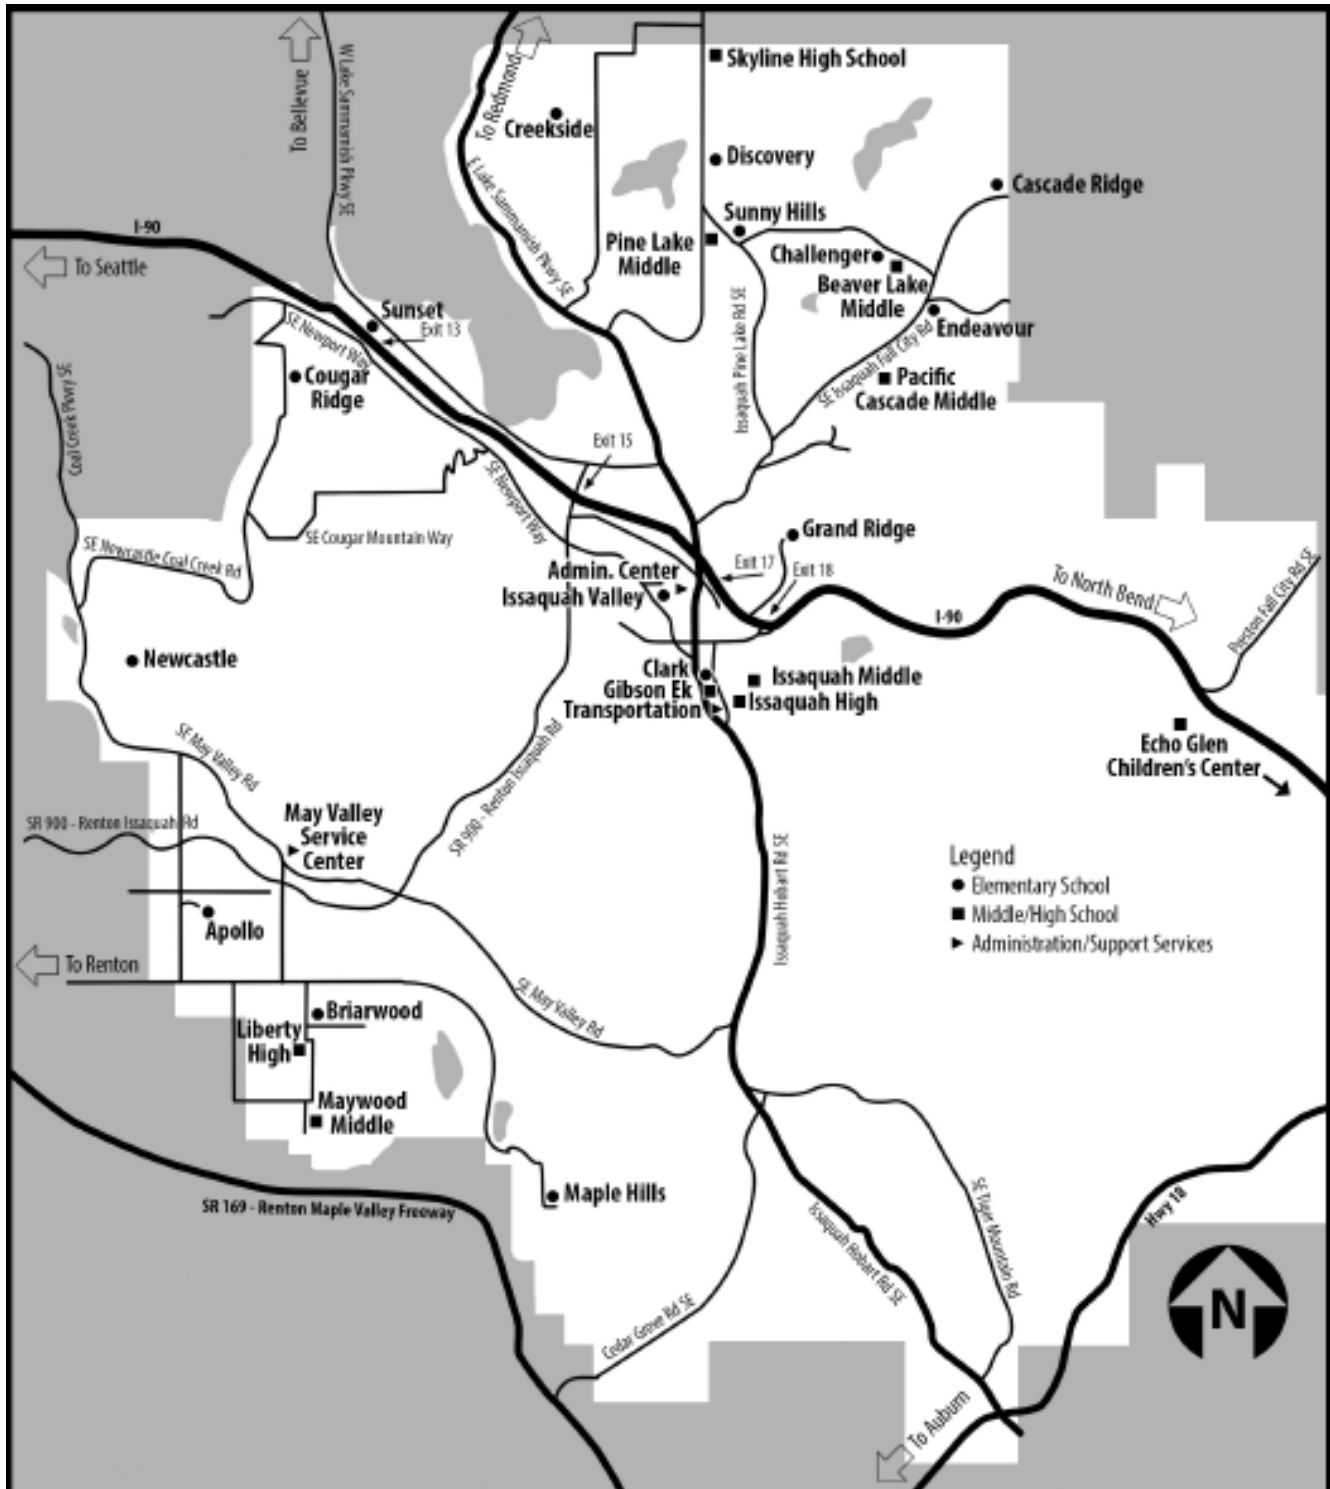 To Bellevue
W Lake Sammamish Pkwy SE
To Redmond
E Lake Sammamish Pkwy SE
Skyline High School
Creekside
Discovery
Cascade Ridge
Sunny Hills
Pine Lake
Middle
Challenger
Beaver Lake
Middle
Endeavour
I-90
To Seattle
Sunset
Exit 13
SE Newport Way
Cougar
Ridge
Issaquah Pine Lake Rd SE
SE Issaquah Fall City Rd
Pacific
Cascade Middle
Coal Creek Pkwy SE
Exit 15
SE Newport Way
SE Cougar Mountain Way
SE Newcastle Coal Creek Rd
Grand Ridge
Admin. Center
Issaquah Valley
Exit 17
Exit 18
I-90
To North Bend
Preston Fall City Rd SE
Newcastle
Clark
Gibson Ek
Transportation
Issaquah Middle
Issaquah High
Echo Glen
Children's Center
SE May Valley Rd
SR 900 - Renton Issaquah Rd
SR 900 - Renton Issaquah Rd
May Valley
Service
Center
Issaquah Hobart Rd SE
Legend
Elementary School
Middle/High School
Administration/Support Services
Apollo
To Renton
SE May Valley Rd
Briarwood
Liberty
High
Maywood
Middle
Maple Hills
SR 169 - Renton Maple Valley Freeway
Issaquah Hobart Rd SE
SE Tiger Mountain Rd
Hwy 18
Cedar Grove Rd SE
To Auburn
N